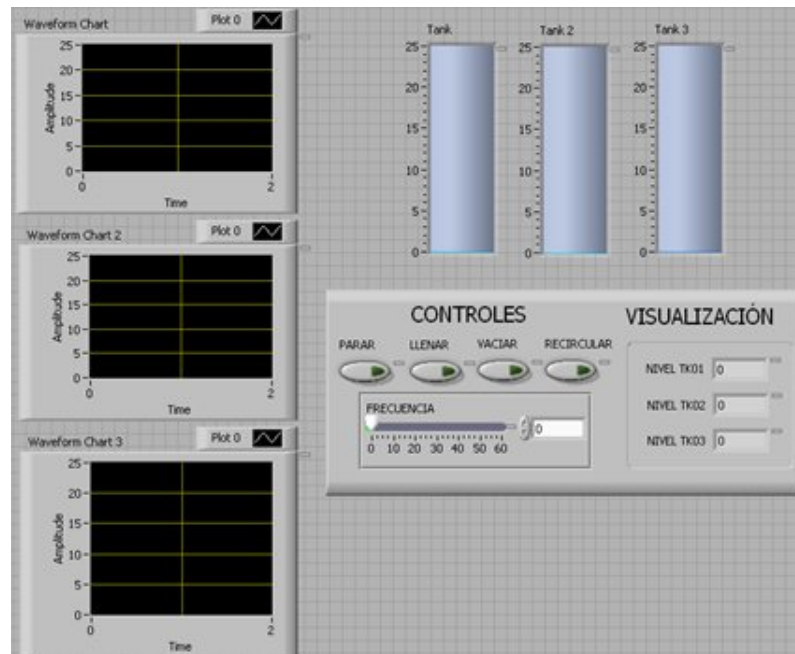 Waveform Chart
Plot 0
25
20
15
10
5
0
Amplitude
0 2
Time
Waveform Chart 2
Plot 0
25
20
15
10
5
0
Amplitude
0 2
Time
Waveform Chart 3
Plot 0
25
20
15
10
5
0
Amplitude
0 2
Time
Tank
25
20
15
10
5
0
Tank 2
25
20
15
10
5
0
Tank 3
25
20
15
10
5
0
CONTROLES
PARAR LLENAR VACIAR RECIRCULAR
FRECUENCIA
0
0 10 20 30 40 50 60
VISUALIZACIÓN
NIVEL TK01 0
NIVEL TK02 0
NIVEL TK03 0